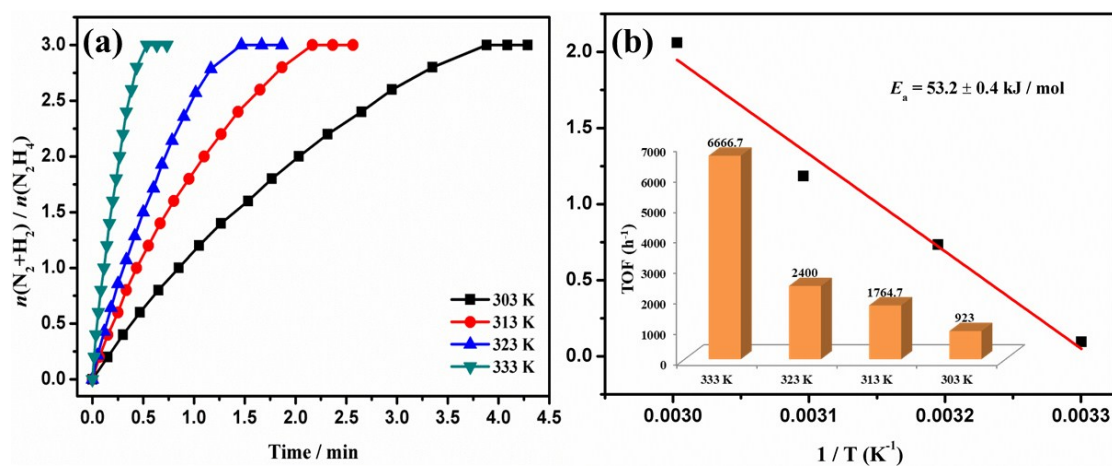 (a)
n(N₂+H₂) / n(N₂H₄)
3.0
2.5
2.0
1.5
1.0
0.5
0.0
303 K
313 K
323 K
333 K
0.0 0.5 1.0 1.5 2.0 2.5 3.0 3.5 4.0 4.5
Time / min
(b)
2.0
1.5
1.0
0.5
0.0
Eₐ = 53.2 ± 0.4 kJ / mol
TOF (h⁻¹)
7000
6000
5000
4000
3000
2000
1000
0
6666.7
2400
1764.7
923
333 K 323 K 313 K 303 K
0.0030 0.0031 0.0032 0.0033
1 / T (K⁻¹)